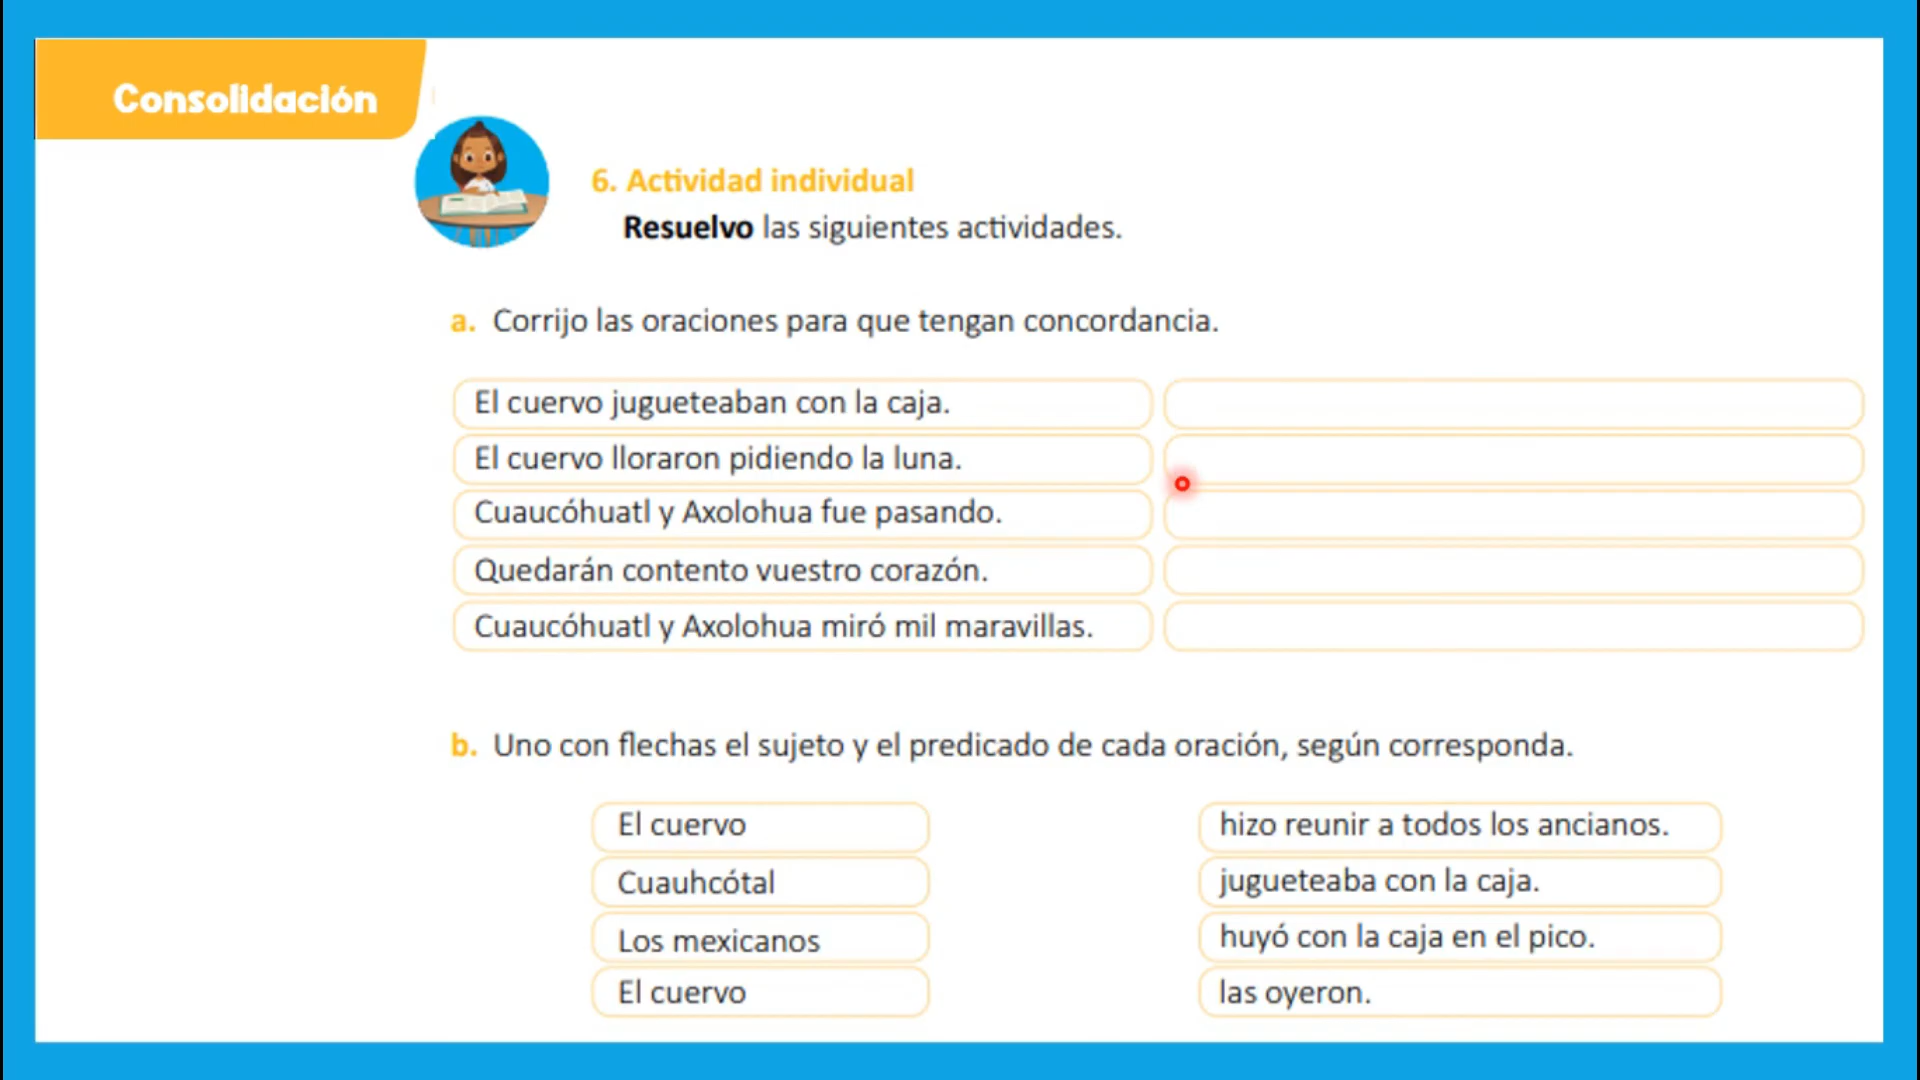 Consolidación
6. Actividad individual
Resuelvo las siguientes actividades.
a. Corrijo las oraciones para que tengan concordancia.
El cuervo jugueteaban con la caja.
El cuervo lloraron pidiendo la luna.
Cuaucóhuatl y Axolohua fue pasando.
Quedarán contento vuestro corazón.
Cuaucóhuatl y Axolohua miró mil maravillas.
b. Uno con flechas el sujeto y el predicado de cada oración, según corresponda.
El cuervo hizo reunir a todos los ancianos.
Cuauhcótal jugueteaba con la caja.
Los mexicanos huyó con la caja en el pico.
El cuervo las oyeron.